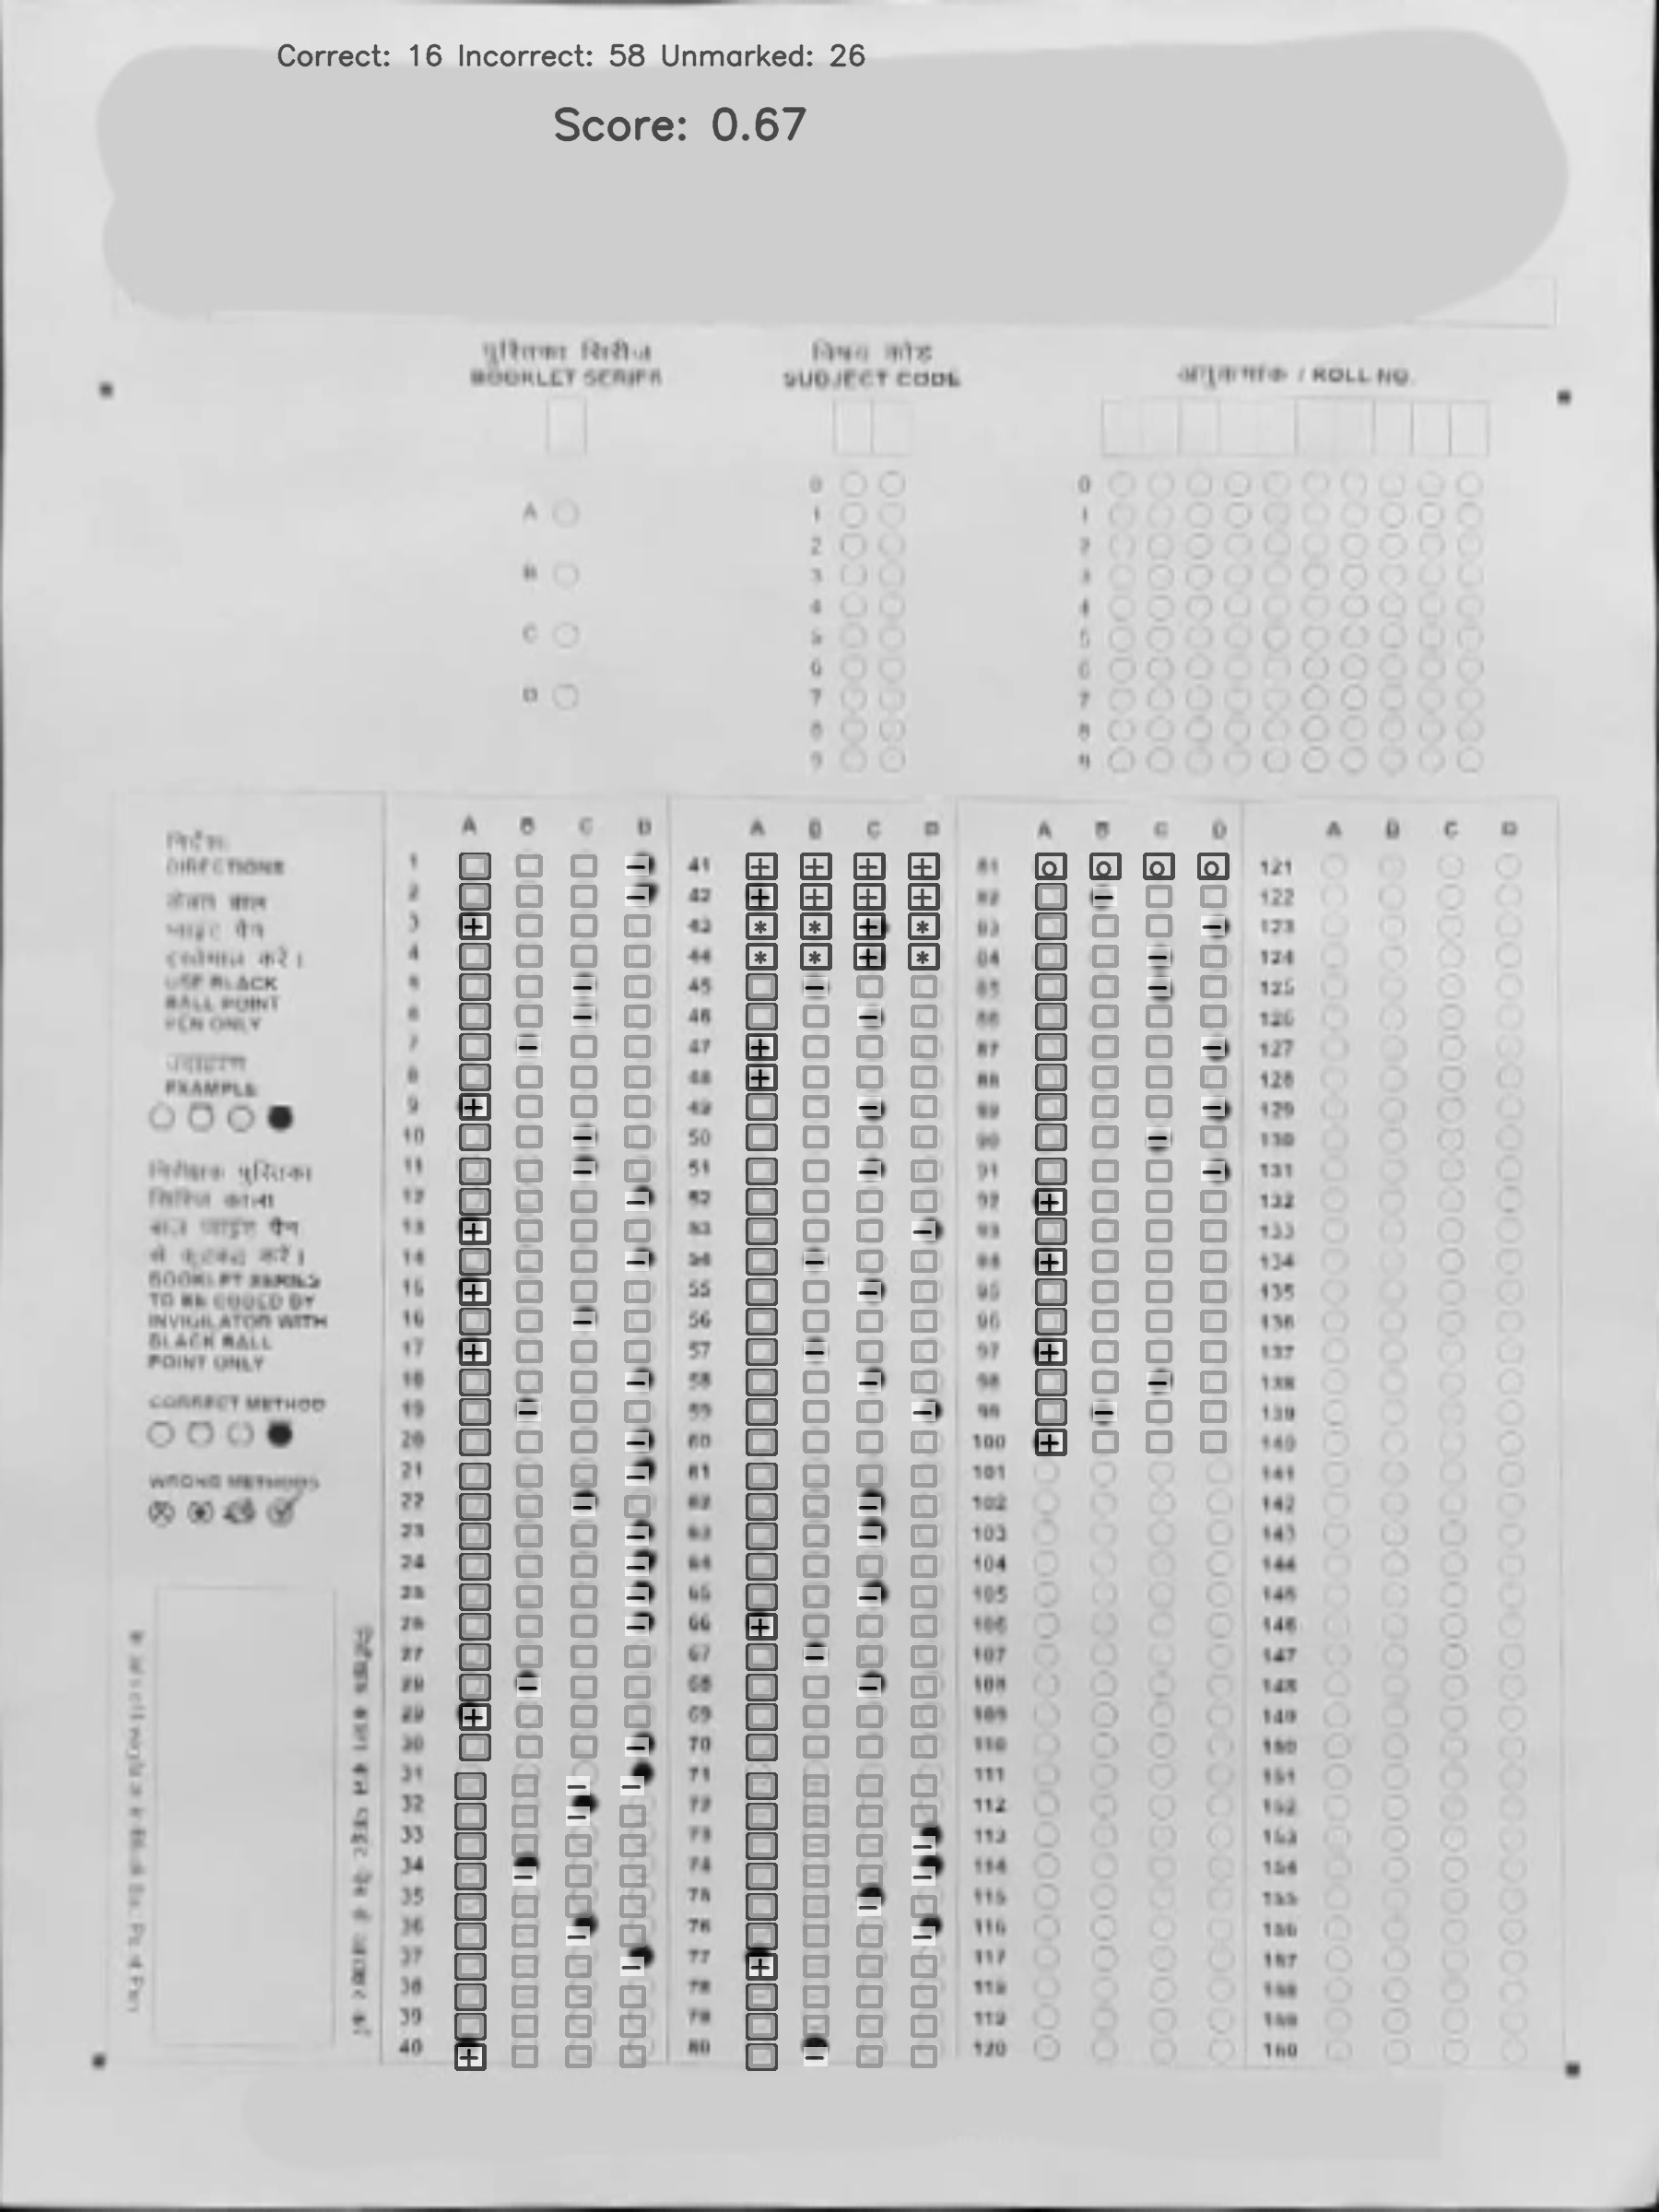 Correct: 16 Incorrect: 58 Unmarked: 26
Score: 0.67
पुस्तिका सिरीज
BOOKLET SERIES
विषय कोड
SUBJECT CODE
अनुक्रमांक / ROLL NO.
0 0
A 1 1
2 2
B 3 3
4 4
C 5 5
6 6
D 7 7
8 8
9 9
A B C D A B C D A B C D A B C D
निर्देश:
DIRECTIONS
केवल बाल
प्वाइंट पैन
इस्तेमाल करें।
USE BLACK
BALL POINT
PEN ONLY
उदाहरण
EXAMPLE
निरीक्षक पुस्तिका
सिरिज काला
बाल प्वाइंट पैन
से कूटबद्ध करें।
BOOKLET SERIES
TO BE CODED BY
INVIGILATOR WITH
BLACK BALL
POINT ONLY
CORRECT METHOD
WRONG METHODS
1 41 81 121
2 42 82 122
3 43 83 123
4 44 84 124
5 45 85 125
6 46 86 126
7 47 87 127
8 48 88 128
9 49 89 129
10 50 90 130
11 51 91 131
12 52 92 132
13 53 93 133
14 54 94 134
15 55 95 135
16 56 96 136
17 57 97 137
18 58 98 138
19 59 99 139
20 60 100 140
21 61 101 141
22 62 102 142
23 63 103 143
24 64 104 144
25 65 105 145
26 66 106 146
27 67 107 147
28 68 108 148
29 69 109 149
30 70 110 150
31 71 111 151
32 72 112 152
33 73 113 153
34 74 114 154
35 75 115 155
36 76 116 156
37 77 117 157
38 78 118 158
39 79 119 159
40 80 120 160